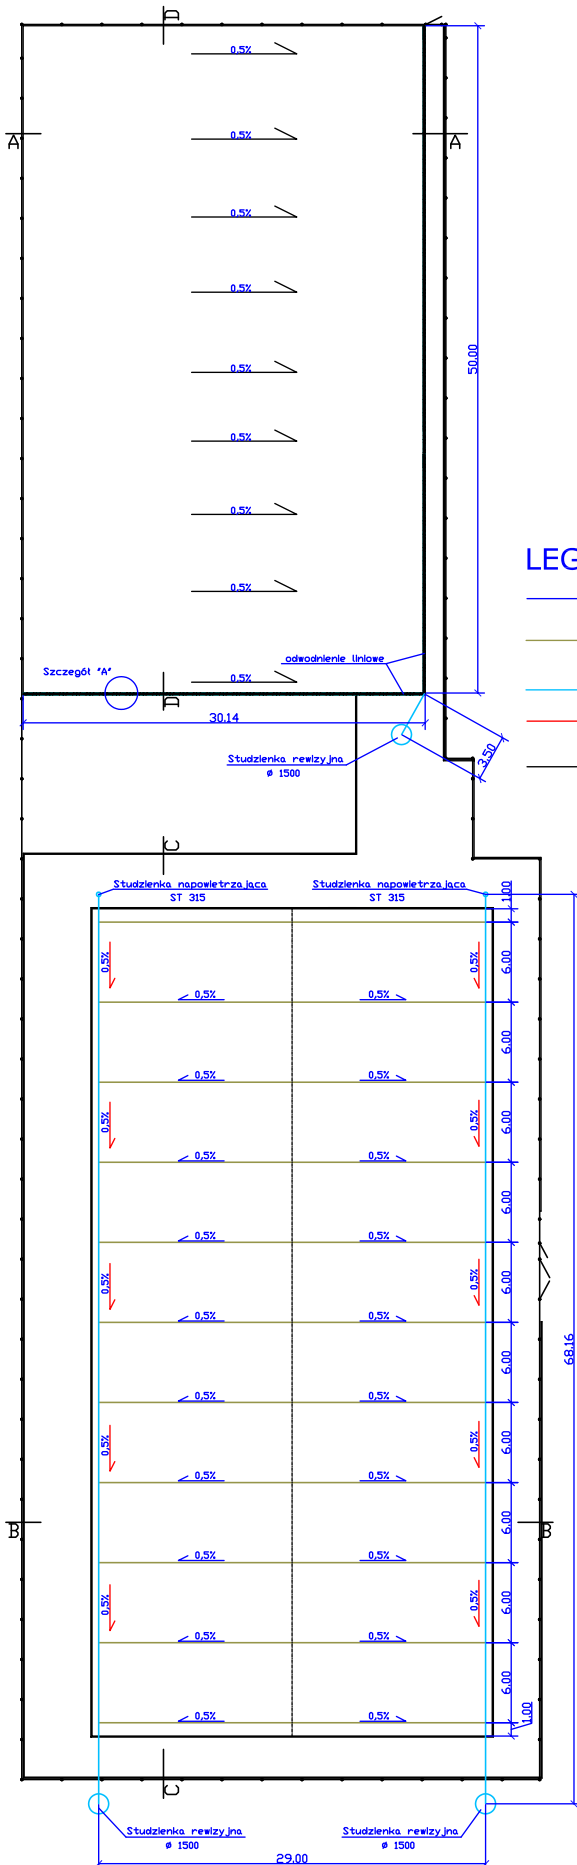 D
0.5%
A
0.5%
A
0.5%
0.5%
50.00
0.5%
0.5%
0.5%
LEG
0.5%
odwodnienie liniowe
Szczegół "A"
0.5%
D
30.14
3.50
Studzienka rewizyjna
ø 1500
C
Studzienka napowietrzająca
ST 315
Studzienka napowietrzająca
ST 315
1.00
0,5%
0,5%
6.00
0,5%
0,5%
6.00
0,5%
0,5%
0,5%
0,5%
6.00
0,5%
0,5%
6.00
0,5%
0,5%
0,5%
0,5%
6.00
0,5%
0,5%
6.00
68.16
0,5%
0,5%
0,5%
0,5%
6.00
0,5%
0,5%
B
B
6.00
0,5%
0,5%
0,5%
0,5%
6.00
0,5%
0,5%
6.00
1.00
0,5%
0,5%
C
Studzienka rewizyjna
ø 1500
Studzienka rewizyjna
ø 1500
29.00